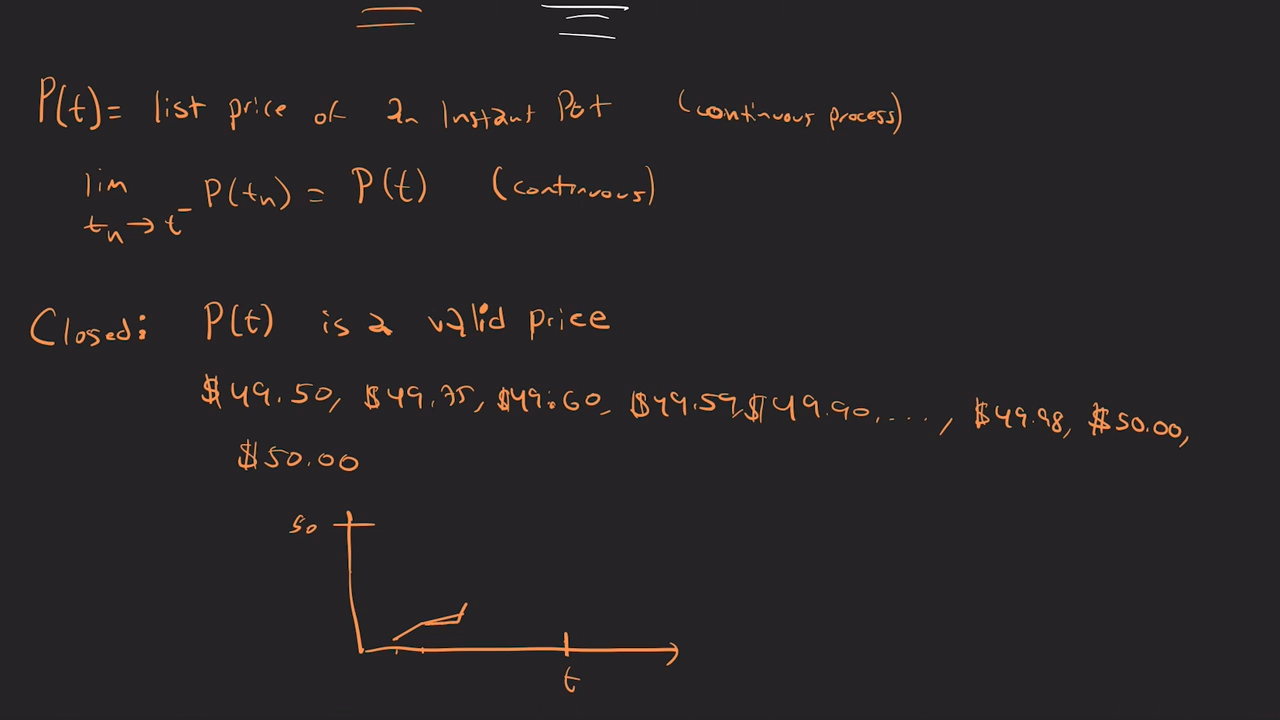 P(t) = list price of an Instant Pot (continuous process)
lim tₙ → t⁻ P(tₙ) = P(t) (continuous)
Closed: P(t) is a valid price
$49.50, $49.75, $49.60, $49.59, $49.90, ...., $49.98, $50.00,
$50.00
50
t